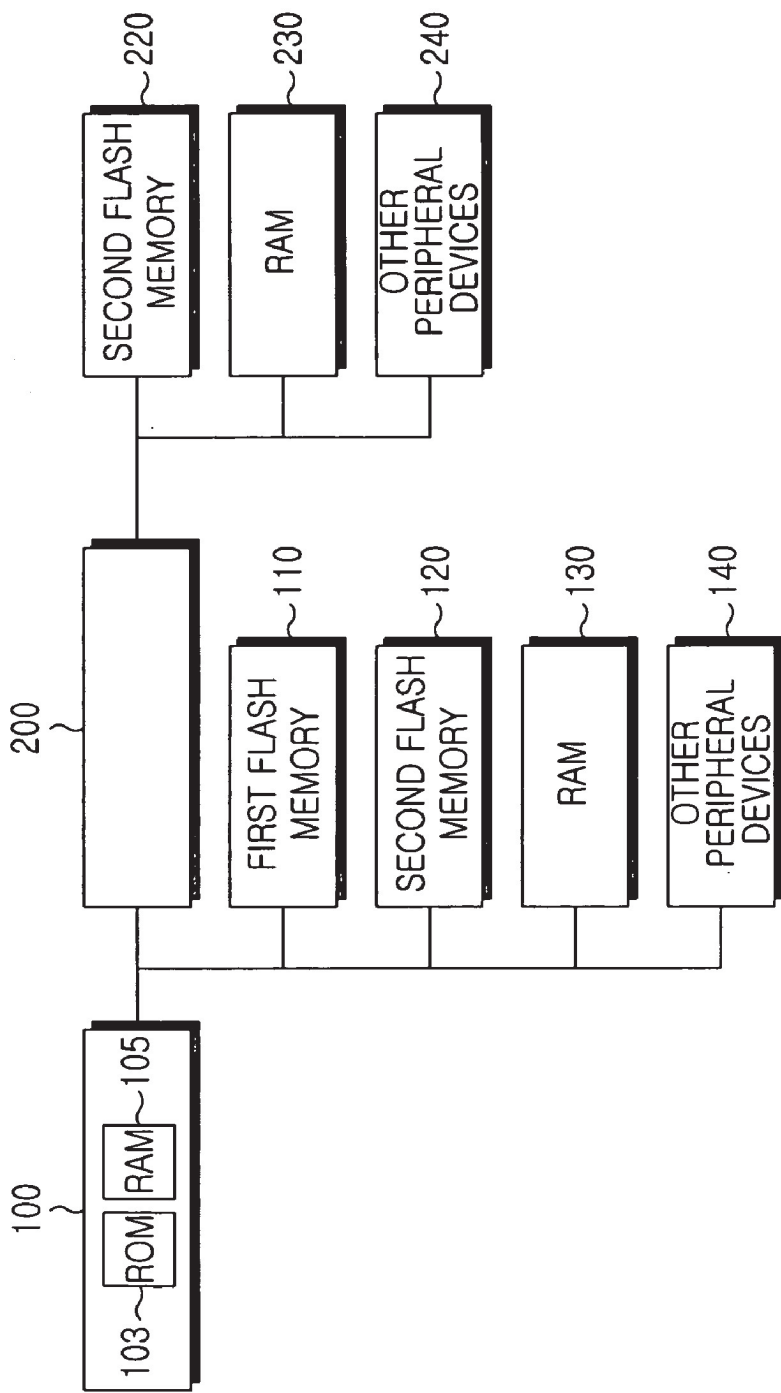 100
103
ROM
RAM
105
200
FIRST FLASH
MEMORY
110
SECOND FLASH
MEMORY
120
RAM
130
OTHER
PERIPHERAL
DEVICES
140
SECOND FLASH
MEMORY
220
RAM
230
OTHER
PERIPHERAL
DEVICES
240